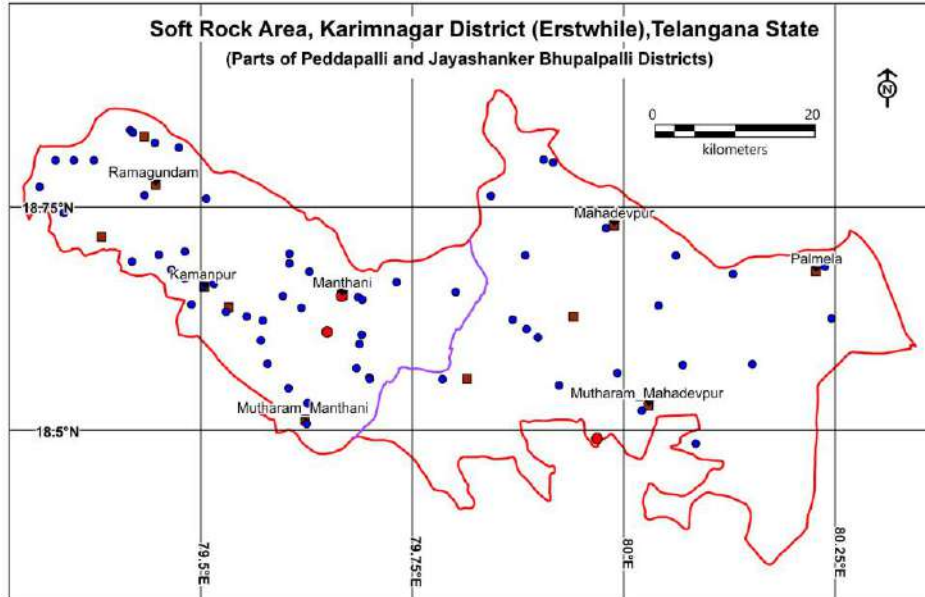 Soft Rock Area, Karimnagar District (Erstwhile),Telangana State
(Parts of Peddapalli and Jayashanker Bhupalpalli Districts)
N
0 20
kilometers
Ramagundam
18.75°N
Mahadevpur
Palmela
Kamanpur
Manthani
Mutharam_Manthani
Mutharam_Mahadevpur
18.5°N
79.5°E
79.75°E
80.°E
80.25°E